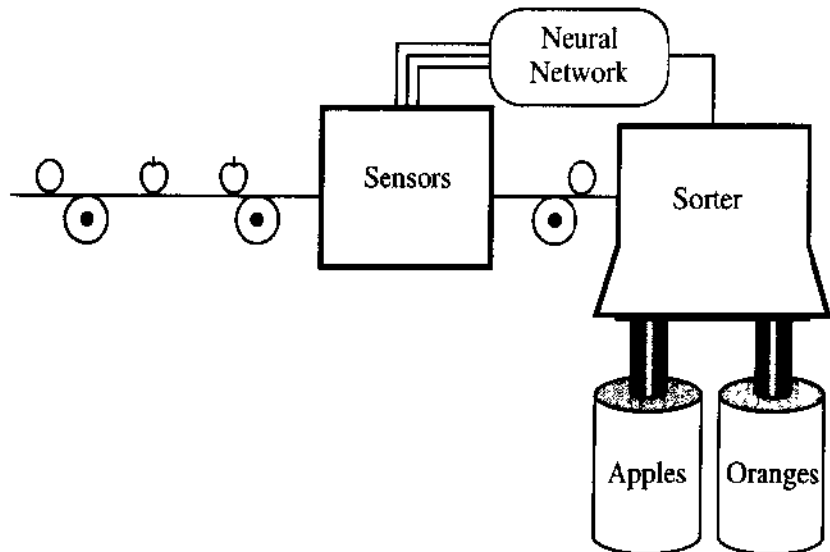 Neural
Network
Sensors
Sorter
Apples
Oranges